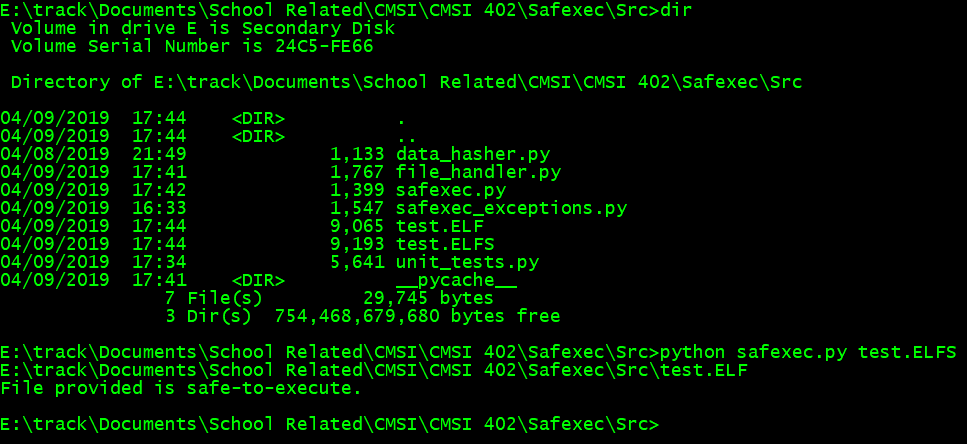 E:\track\Documents\School Related\CMSI\CMSI 402\Safexec\Src>dir
 Volume in drive E is Secondary Disk
 Volume Serial Number is 24C5-FE66
 Directory of E:\track\Documents\School Related\CMSI\CMSI 402\Safexec\Src
04/09/2019  17:44    <DIR>          .
04/09/2019  17:44    <DIR>          ..
04/08/2019  21:49             1,133 data_hasher.py
04/09/2019  17:41             1,767 file_handler.py
04/09/2019  17:42             1,399 safexec.py
04/09/2019  16:33             1,547 safexec_exceptions.py
04/09/2019  17:44             9,065 test.ELF
04/09/2019  17:44             9,193 test.ELFS
04/09/2019  17:34             5,641 unit_tests.py
04/09/2019  17:41    <DIR>          __pycache__
               7 File(s)         29,745 bytes
               3 Dir(s)  754,468,679,680 bytes free
E:\track\Documents\School Related\CMSI\CMSI 402\Safexec\Src>python safexec.py test.ELFS
E:\track\Documents\School Related\CMSI\CMSI 402\Safexec\Src\test.ELF
File provided is safe-to-execute.
E:\track\Documents\School Related\CMSI\CMSI 402\Safexec\Src>